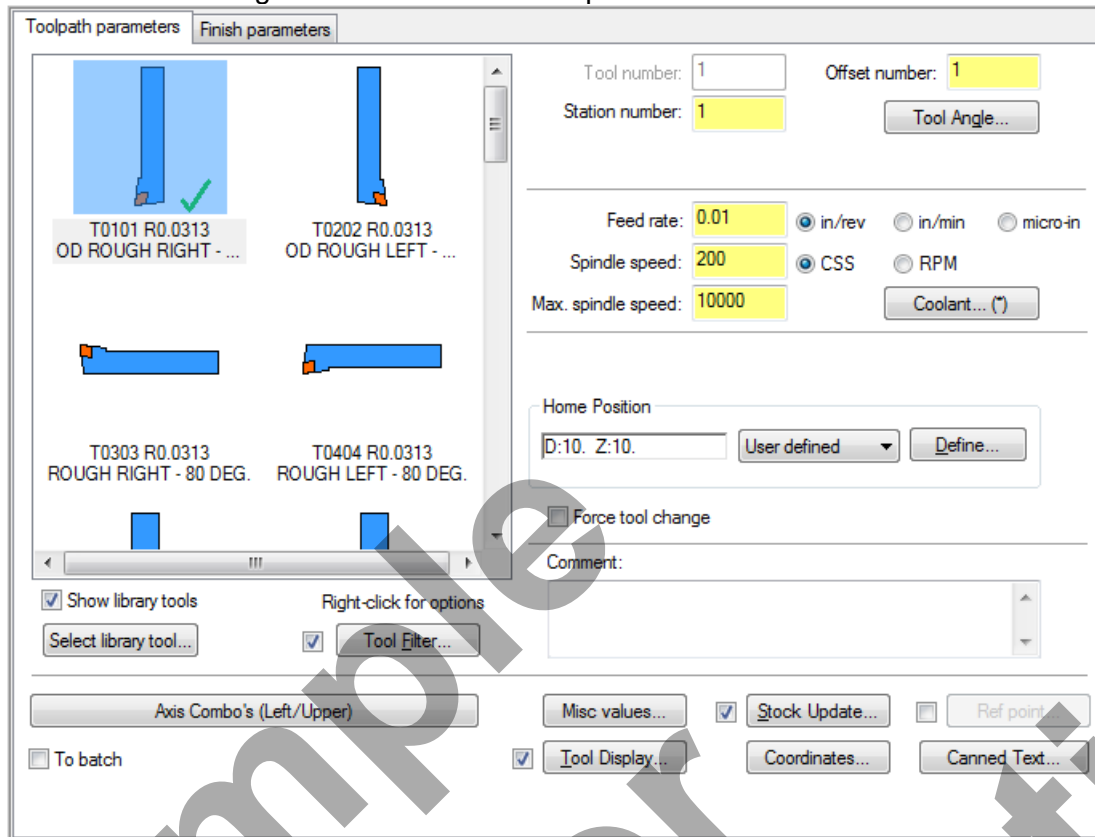 Toolpath parameters Finish parameters
Tool number: 1 Offset number: 1
Station number: 1 Tool Angle...
T0101 R0.0313 T0202 R0.0313
OD ROUGH RIGHT - ... OD ROUGH LEFT - ...
Feed rate: 0.01 in/rev in/min micro-in
Spindle speed: 200 CSS RPM
Max. spindle speed: 10000 Coolant... (*)
T0303 R0.0313 T0404 R0.0313
ROUGH RIGHT - 80 DEG. ROUGH LEFT - 80 DEG.
Home Position
D:10. Z:10. User defined Define...
Force tool change
Comment:
Show library tools Right-click for options
Select library tool... Tool Filter...
Axis Combo's (Left/Upper) Misc values... Stock Update... Ref point...
To batch Tool Display... Coordinates... Canned Text...